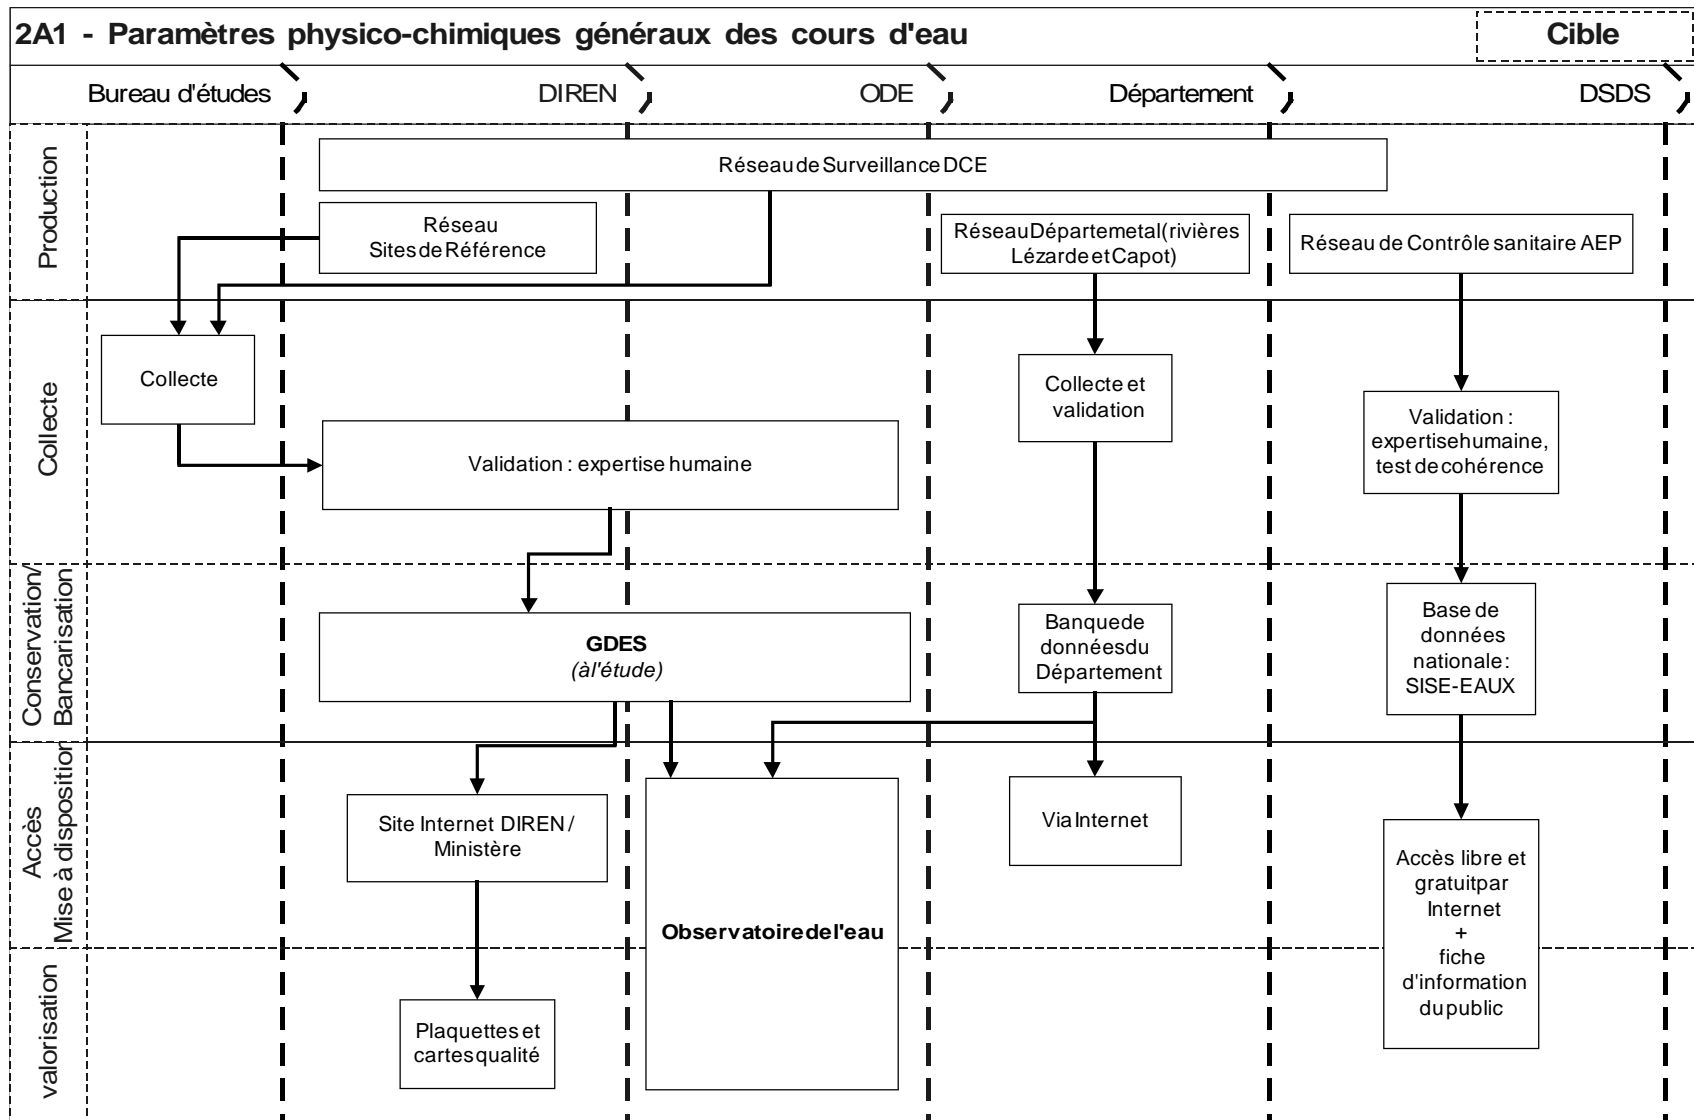 2A1 - Paramètres physico-chimiques généraux des cours d'eau
Cible
Bureau d'études
DIREN
ODE
Département
DSDS
Production
Réseau de Surveillance DCE
Réseau
Sites de Référence
Réseau Départemetal (rivières
Lézarde et Capot)
Réseau de Contrôle sanitaire AEP
Collecte
Collecte
Validation : expertise humaine
Collecte et
validation
Validation :
expertise humaine,
test de cohérence
Conservation/
Bancarisation
GDES
(à l'étude)
Banque de
données du
Département
Base de
données
nationale :
SISE-EAUX
Accès
Mise à disposition
Site Internet DIREN /
Ministère
Observatoire de l'eau
Via Internet
Accès libre et
gratuit par
Internet
+
fiche
d'information
du public
valorisation
Plaquettes et
cartes qualité